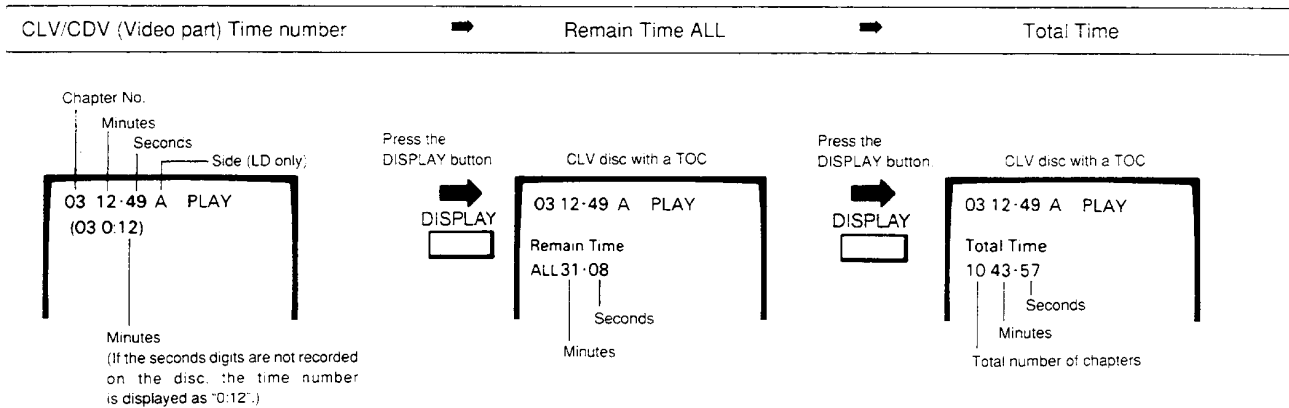 CLV/CDV (Video part) Time number ➡ Remain Time ALL ➡ Total Time
Chapter No.
Minutes
Seconds
Side (LD only)
03 12·49 A PLAY
(03 0:12)
Minutes
(If the seconds digits are not recorded
on the disc, the time number
is displayed as "0:12".)
Press the
DISPLAY button
DISPLAY
CLV disc with a TOC
03 12·49 A PLAY
Remain Time
ALL 31·08
Seconds
Minutes
Press the
DISPLAY button.
DISPLAY
CLV disc with a TOC
03 12·49 A PLAY
Total Time
10 43·57
Seconds
Minutes
Total number of chapters